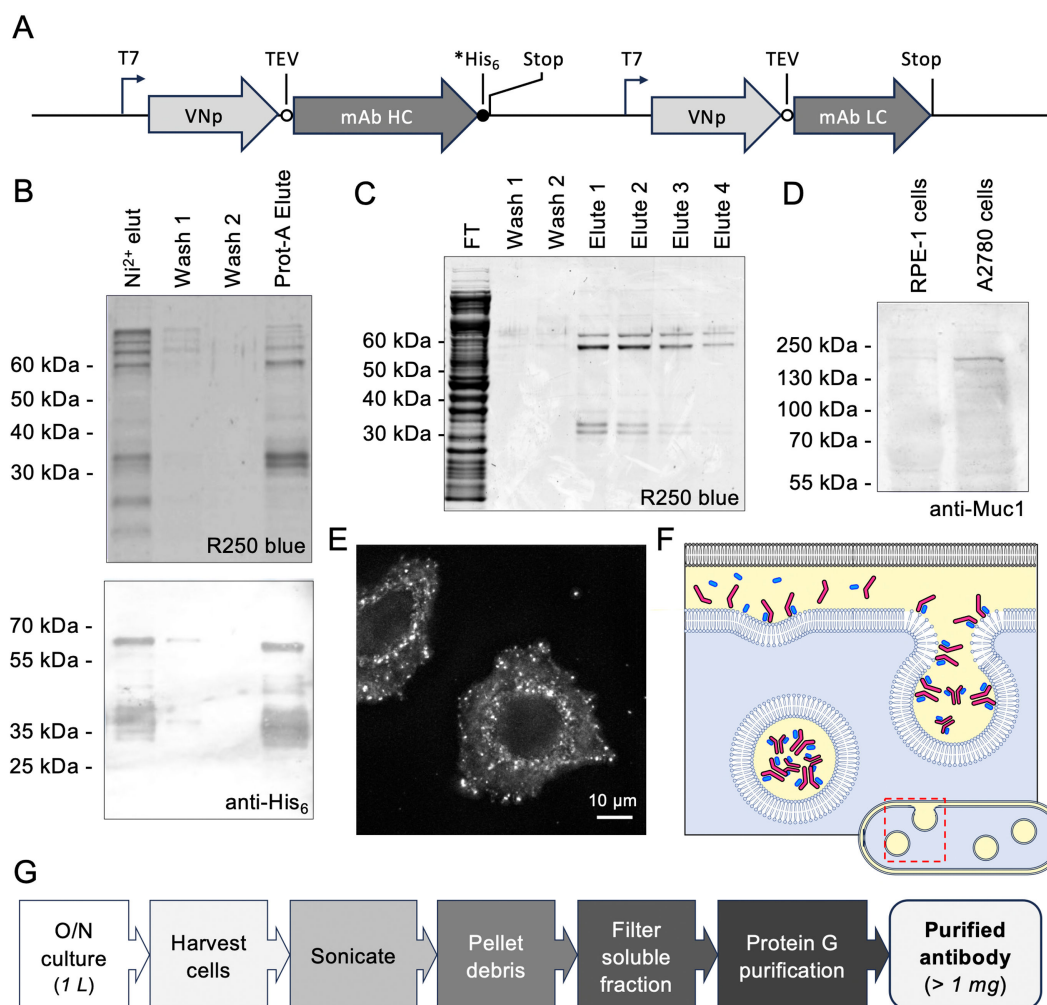 A
T7
TEV
*His6
Stop
T7
TEV
Stop
VNp
mAb HC
VNp
mAb LC
B
Ni2+ elut
Wash 1
Wash 2
Prot-A Elute
60 kDa -
50 kDa -
40 kDa -
30 kDa -
R250 blue
70 kDa -
55 kDa -
35 kDa -
25 kDa -
anti-His6
C
FT
Wash 1
Wash 2
Elute 1
Elute 2
Elute 3
Elute 4
60 kDa -
50 kDa -
40 kDa -
30 kDa -
R250 blue
D
RPE-1 cells
A2780 cells
250 kDa -
130 kDa -
100 kDa -
70 kDa -
55 kDa -
anti-Muc1
E
10 µm
F
G
O/N
culture
(1 L)
Harvest
cells
Sonicate
Pellet
debris
Filter
soluble
fraction
Protein G
purification
Purified
antibody
(> 1 mg)